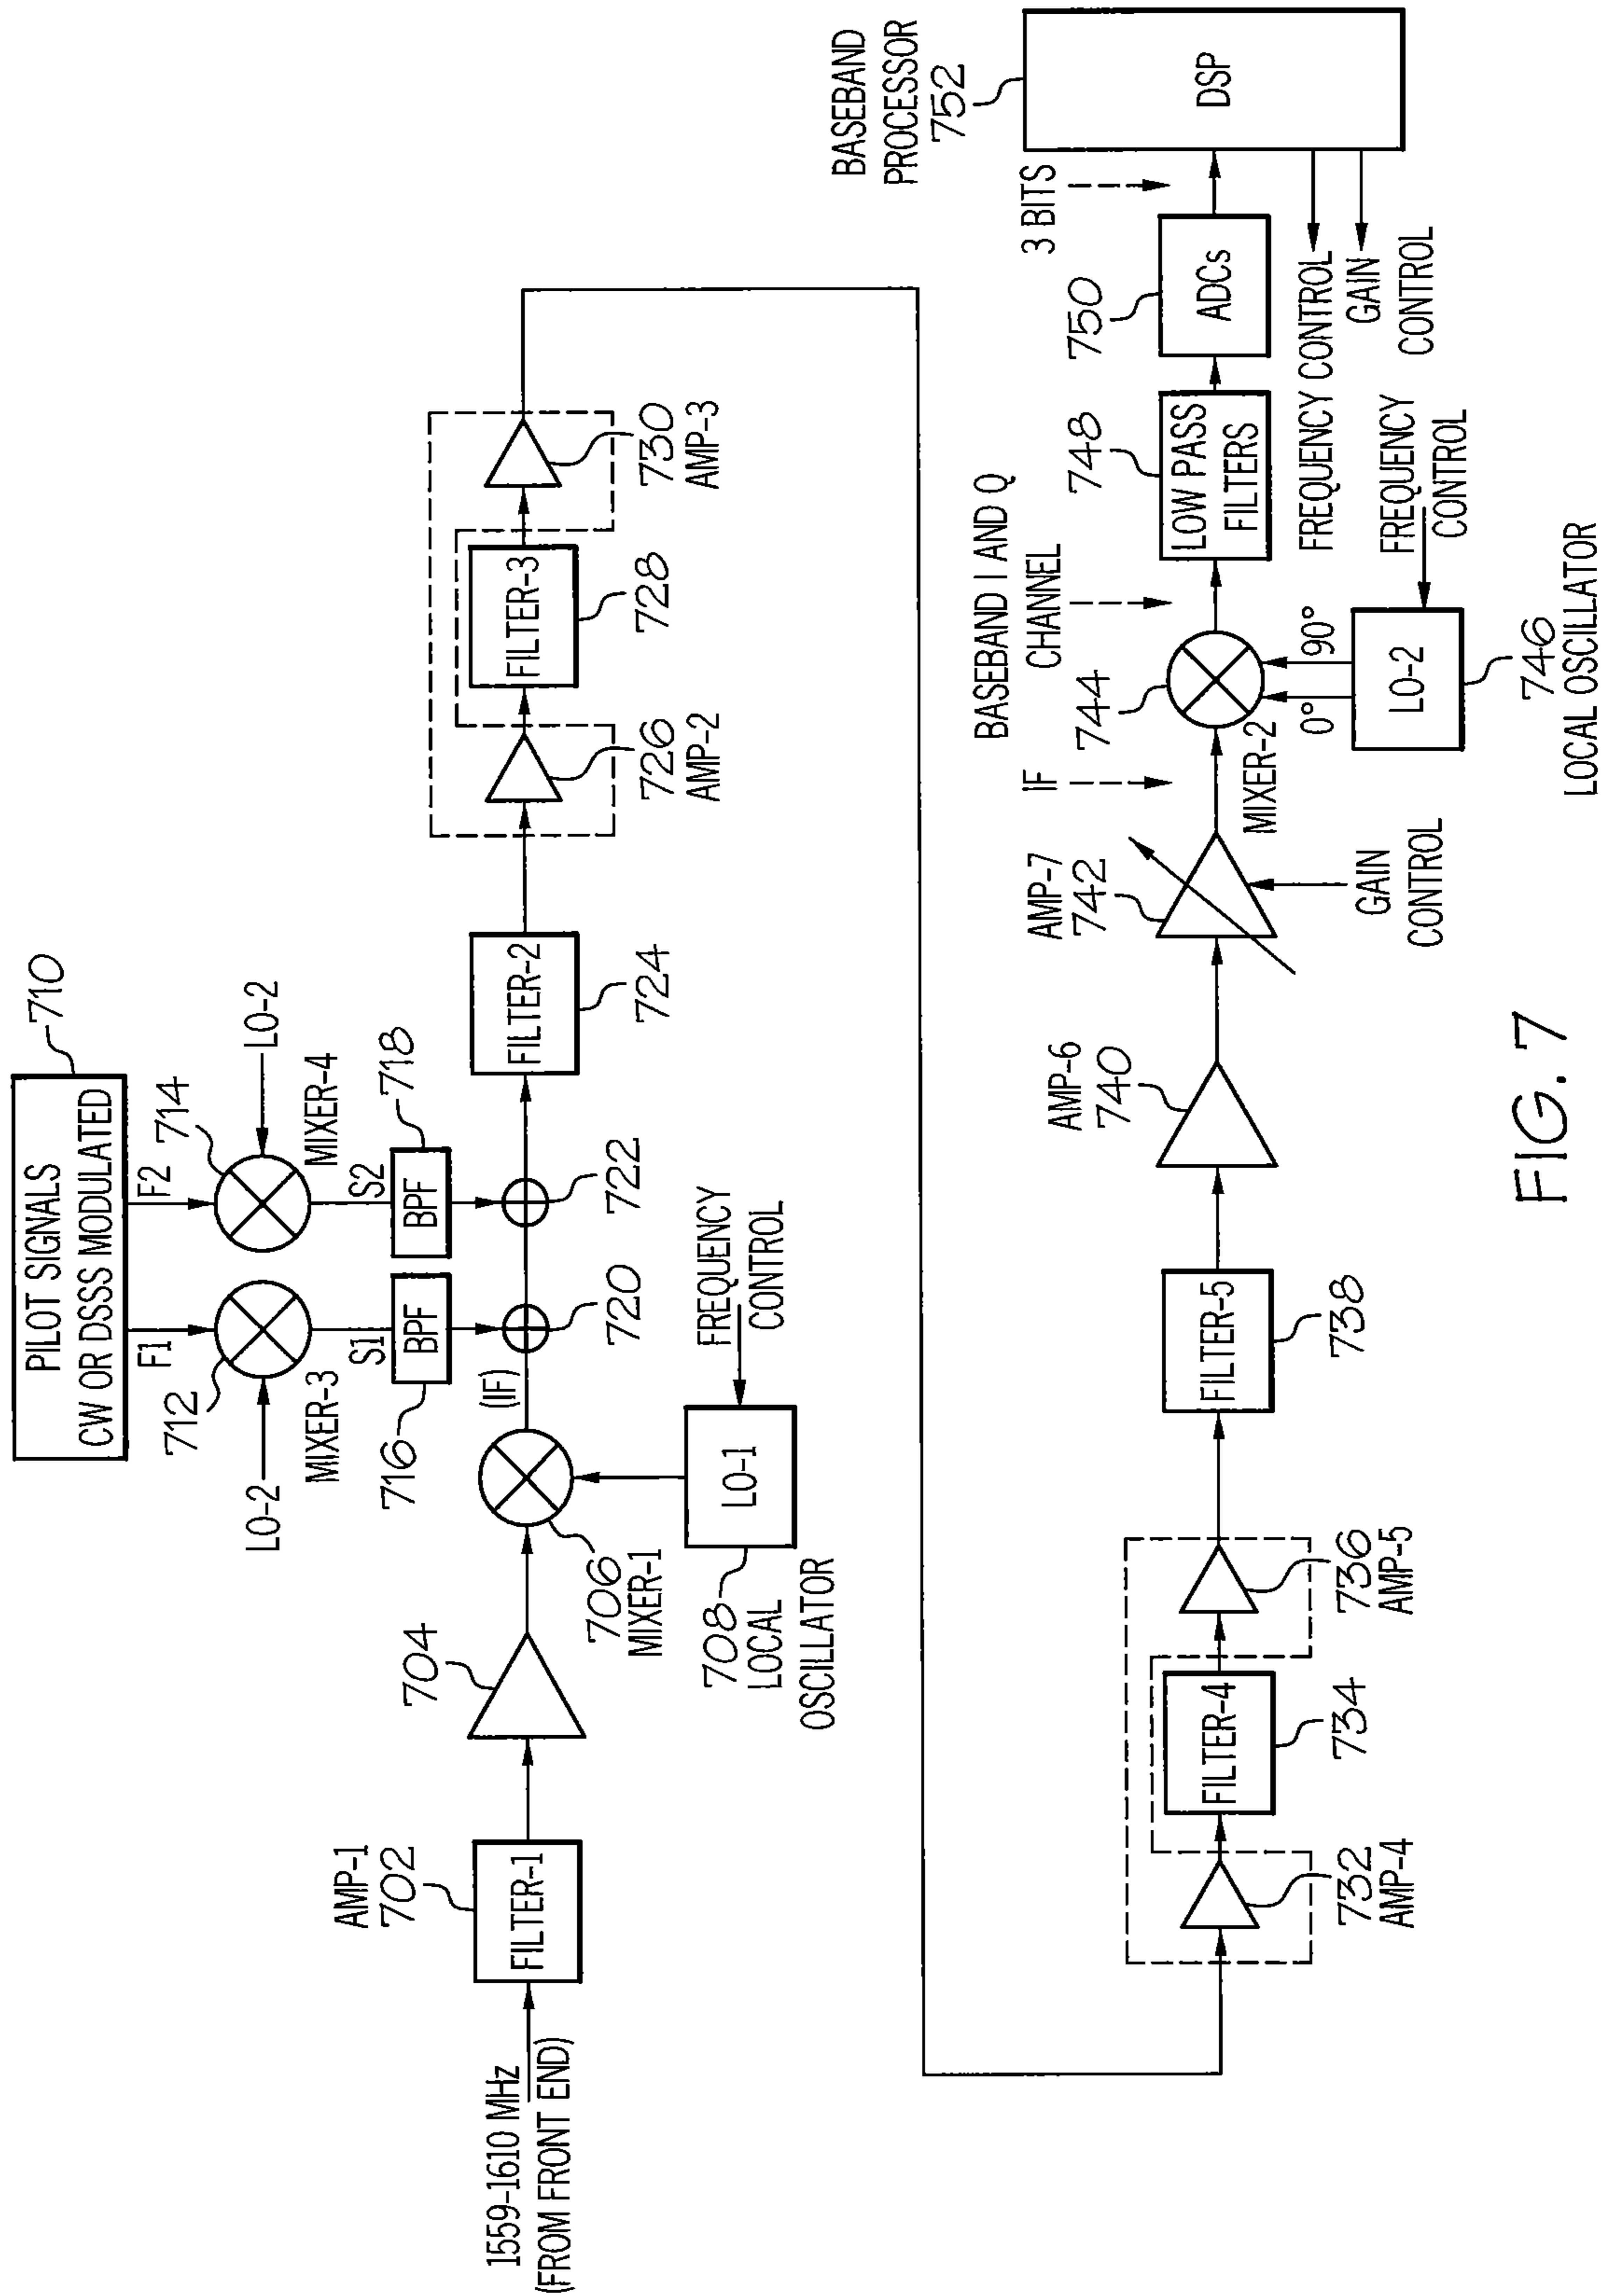 PILOT SIGNALS
CW OR DSSS MODULATED
710
F1
F2
712
714
LO-2
LO-2
MIXER-3
MIXER-4
S1
S2
716
BPF
BPF
718
(IF)
720
722
1559-1610 MHz
(FROM FRONT END)
AMP-1
702
FILTER-1
704
706
MIXER-1
LO-1
708
LOCAL
OSCILLATOR
FREQUENCY
CONTROL
FILTER-2
724
726
AMP-2
FILTER-3
728
730
AMP-3
732
AMP-4
FILTER-4
734
736
AMP-5
FILTER-5
738
AMP-6
740
AMP-7
742
GAIN
CONTROL
IF
MIXER-2
744
BASEBAND I AND Q
CHANNEL
0°
90°
LO-2
746
LOCAL OSCILLATOR
FREQUENCY
CONTROL
748
LOW PASS
FILTERS
750
ADCs
3 BITS
BASEBAND
PROCESSOR
752
DSP
FREQUENCY CONTROL
GAIN
CONTROL
FIG. 7